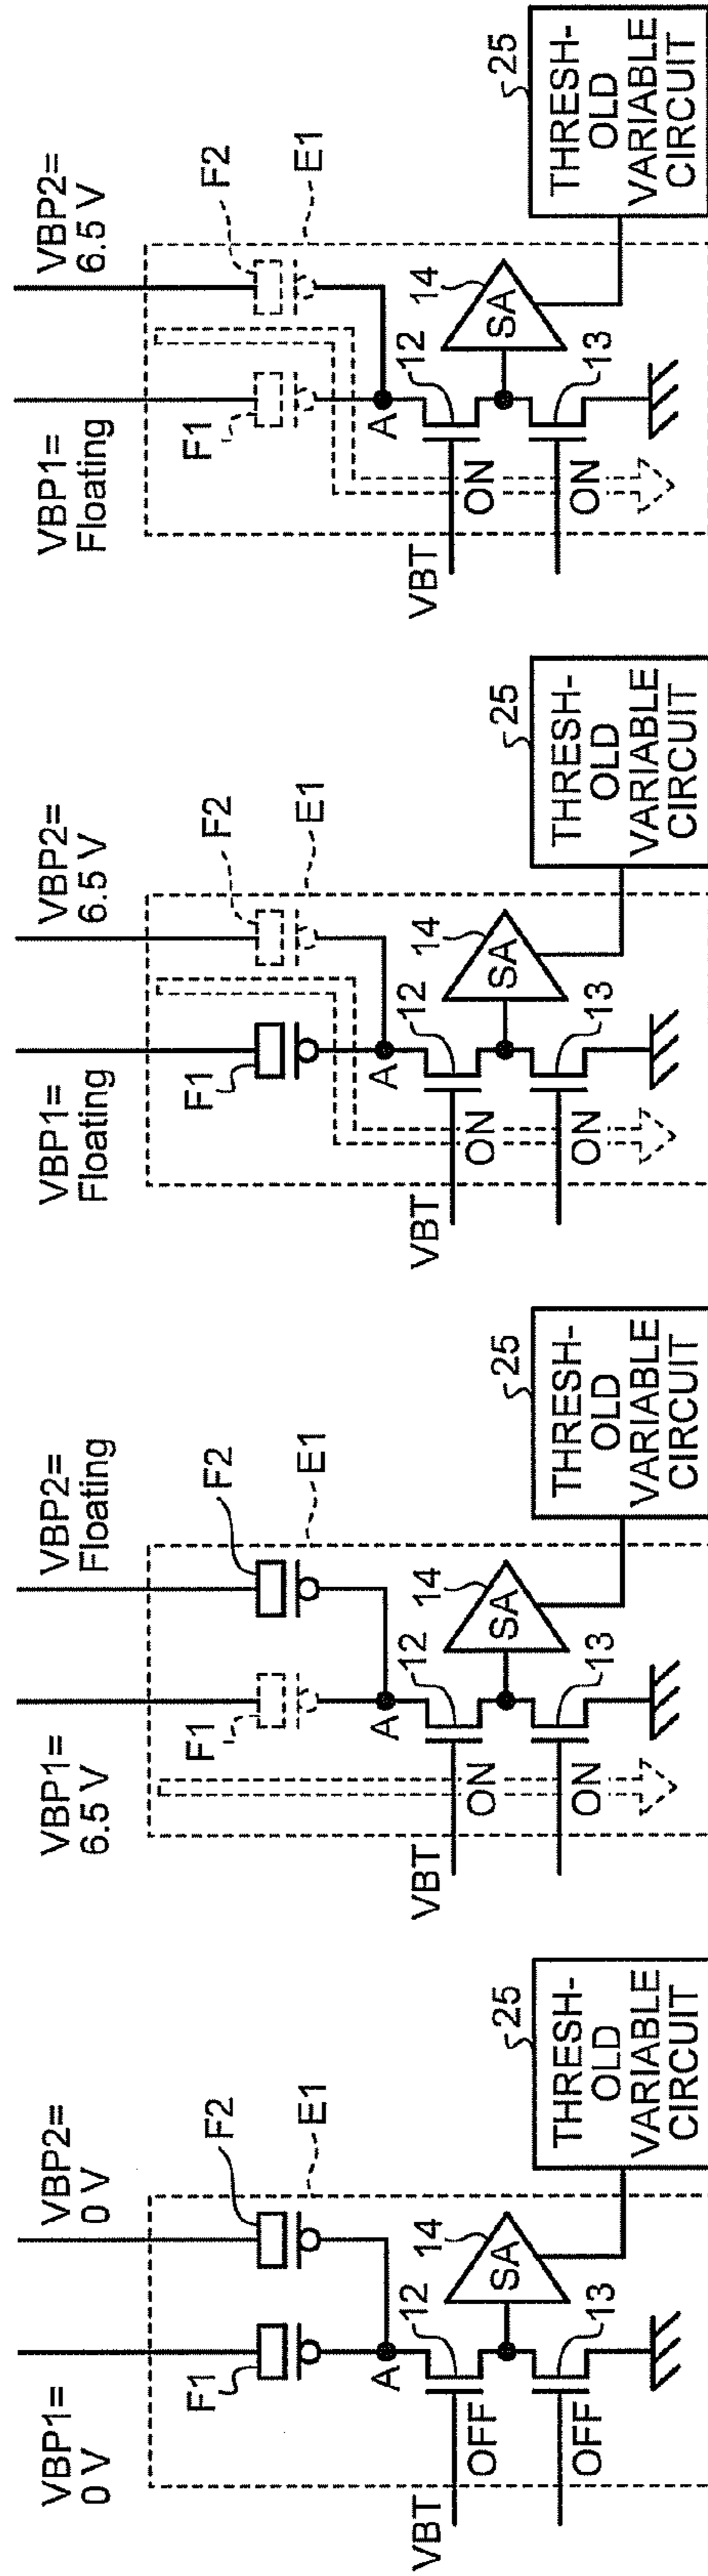 VBP1=
0 V
VBP2=
0 V
F1
F2
E1
A
VBT
12
14
25
OFF
SA
THRESH-
OLD
VARIABLE
CIRCUIT
OFF
13
VBP1=
6.5 V
VBP2=
Floating
F1
F2
E1
A
VBT
12
14
25
ON
SA
THRESH-
OLD
VARIABLE
CIRCUIT
ON
13
VBP1=
Floating
VBP2=
6.5 V
F1
F2
E1
A
VBT
12
14
25
ON
SA
THRESH-
OLD
VARIABLE
CIRCUIT
ON
13
VBP1=
Floating
VBP2=
6.5 V
F1
F2
E1
A
VBT
12
14
25
ON
SA
THRESH-
OLD
VARIABLE
CIRCUIT
ON
13